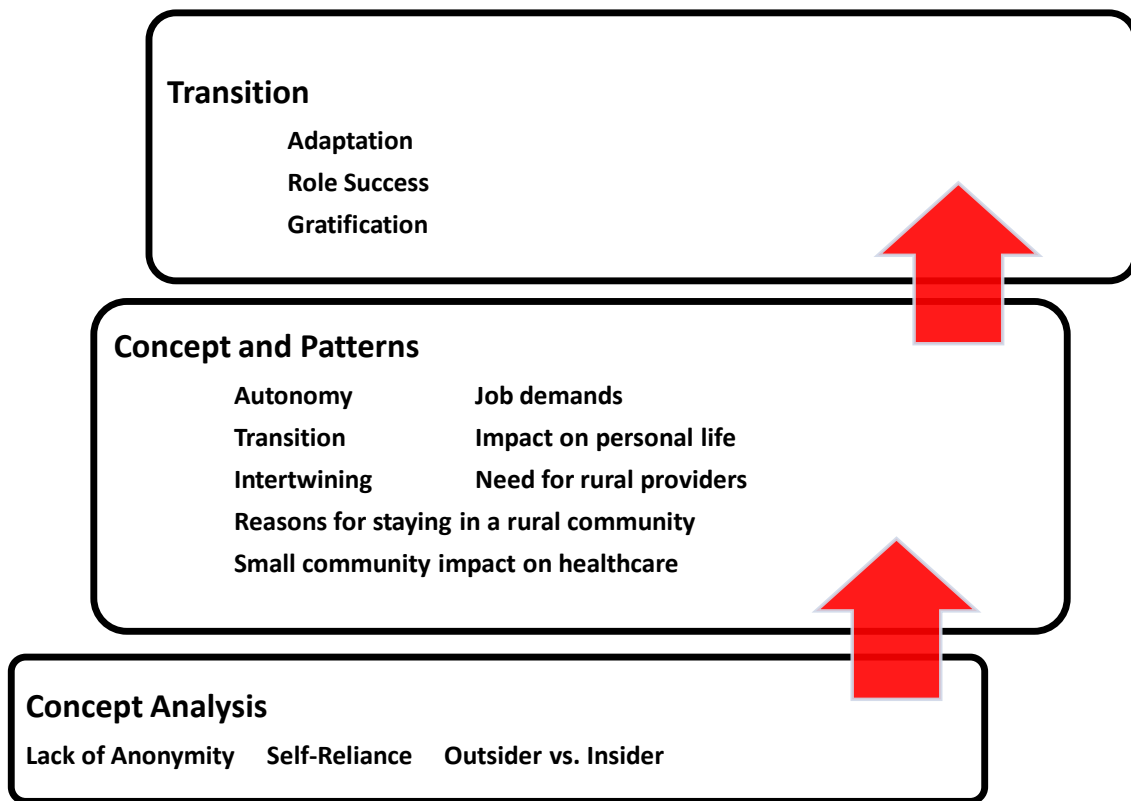 Transition
Adaptation
Role Success
Gratification
Concept and Patterns
Autonomy Job demands
Transition Impact on personal life
Intertwining Need for rural providers
Reasons for staying in a rural community
Small community impact on healthcare
Concept Analysis
Lack of Anonymity Self-Reliance Outsider vs. Insider